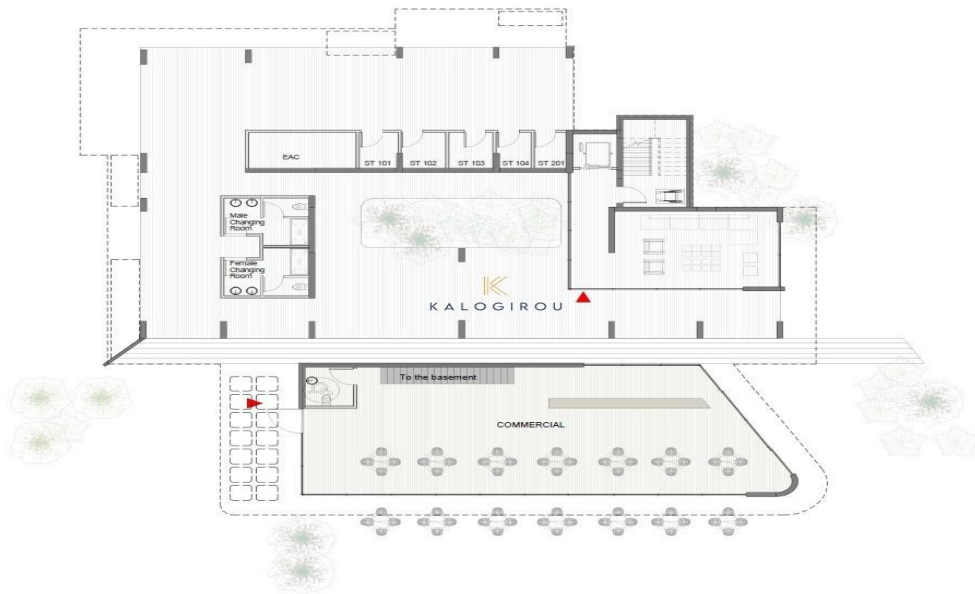 EAC
ST 101
ST 102
ST 103
ST 104
ST 201
Male
Changing
Room
Female
Changing
Room
K
KALOGIROU
To the basement
COMMERCIAL